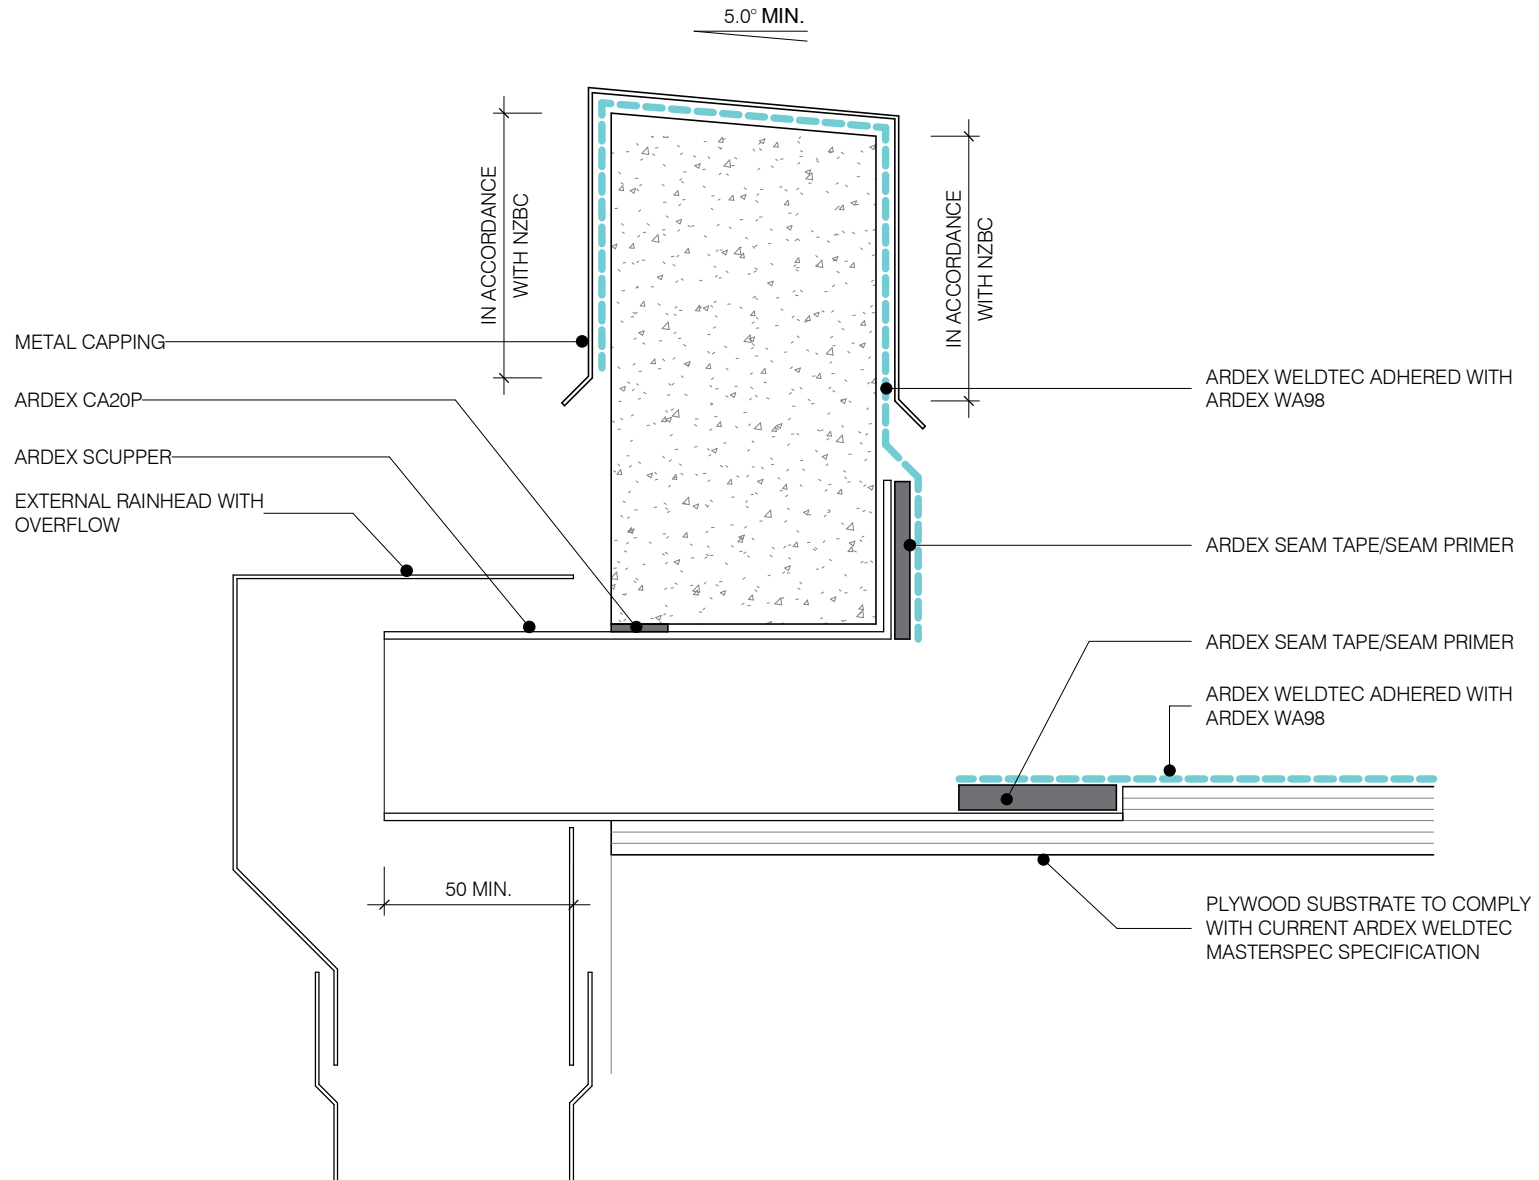 5.0° MIN.
IN ACCORDANCE
WITH NZBC
IN ACCORDANCE
WITH NZBC
METAL CAPPING
ARDEX CA20P
ARDEX SCUPPER
EXTERNAL RAINHEAD WITH
OVERFLOW
ARDEX WELDTEC ADHERED WITH
ARDEX WA98
ARDEX SEAM TAPE/SEAM PRIMER
ARDEX SEAM TAPE/SEAM PRIMER
ARDEX WELDTEC ADHERED WITH
ARDEX WA98
50 MIN.
PLYWOOD SUBSTRATE TO COMPLY
WITH CURRENT ARDEX WELDTEC
MASTERSPEC SPECIFICATION